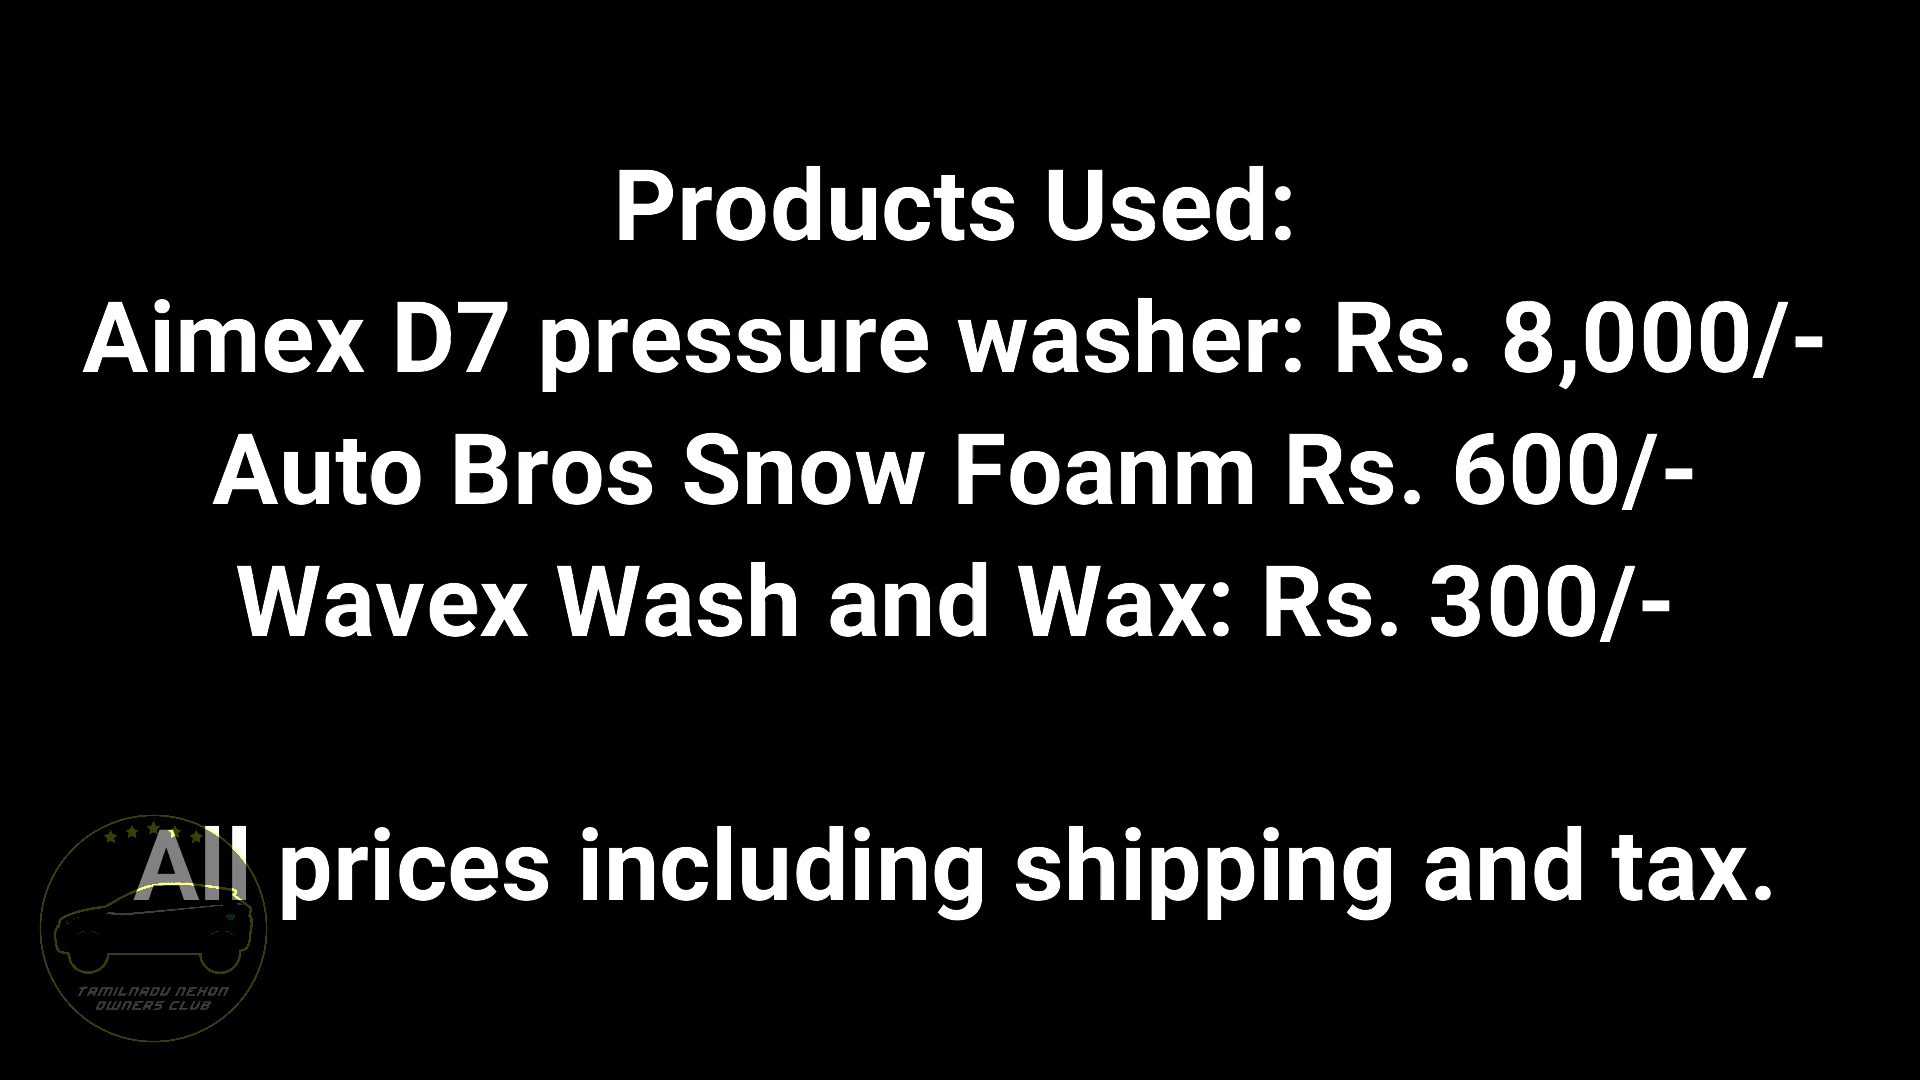 Products Used:
Aimex D7 pressure washer: Rs. 8,000/-
Auto Bros Snow Foanm Rs. 600/-
Wavex Wash and Wax: Rs. 300/-
All prices including shipping and tax.
TAMILNADU NEXON
OWNERS CLUB